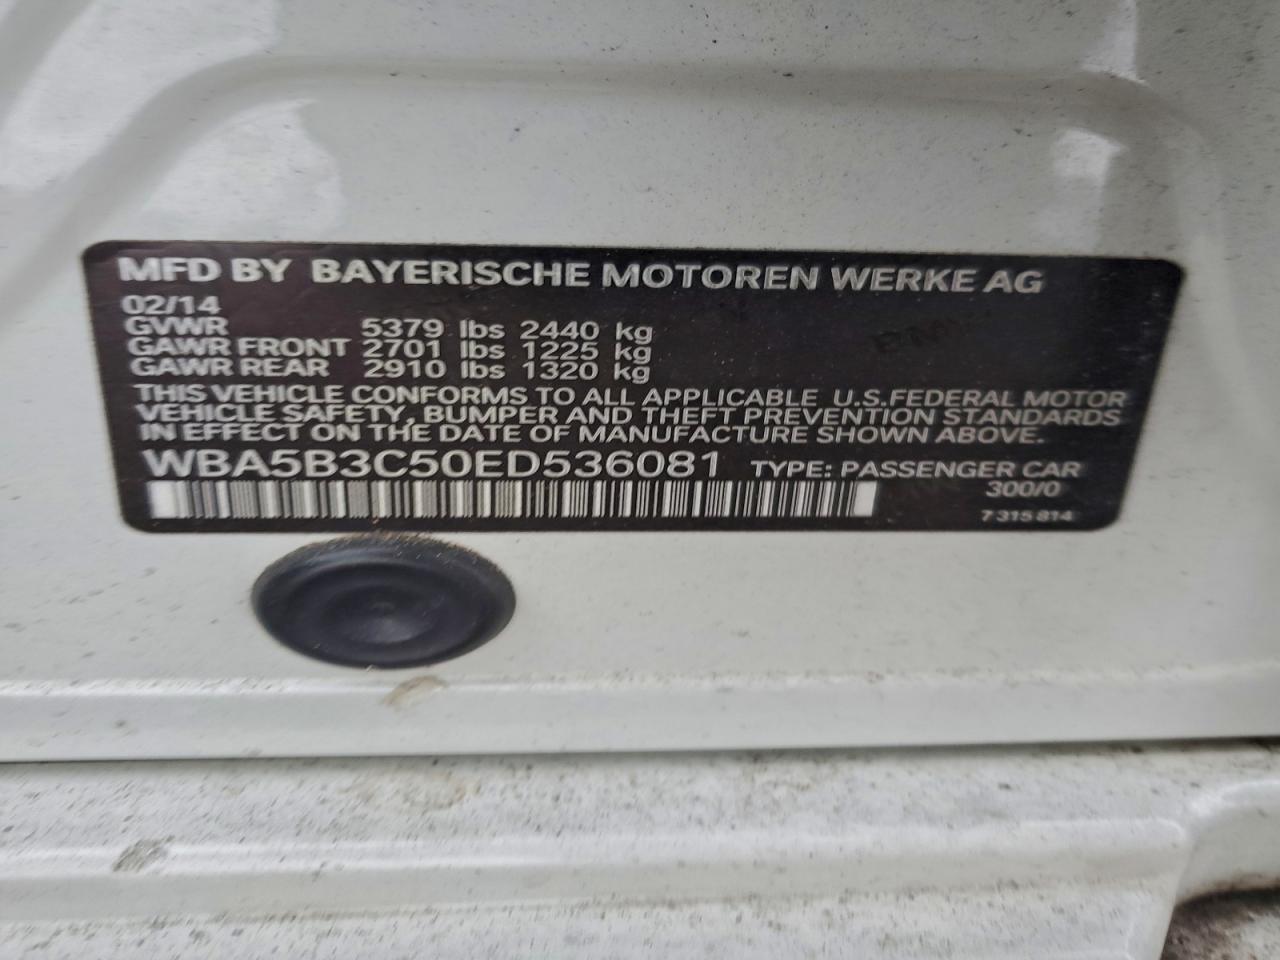 MFD BY BAYERISCHE MOTOREN WERKE AG
02/14
GVWR 5379 lbs 2440 kg
GAWR FRONT 2701 lbs 1225 kg
GAWR REAR 2910 lbs 1320 kg
THIS VEHICLE CONFORMS TO ALL APPLICABLE U.S.FEDERAL MOTOR
VEHICLE SAFETY, BUMPER AND THEFT PREVENTION STANDARDS
IN EFFECT ON THE DATE OF MANUFACTURE SHOWN ABOVE.
WBA5B3C50ED536081 TYPE: PASSENGER CAR
300/0
7 315 814